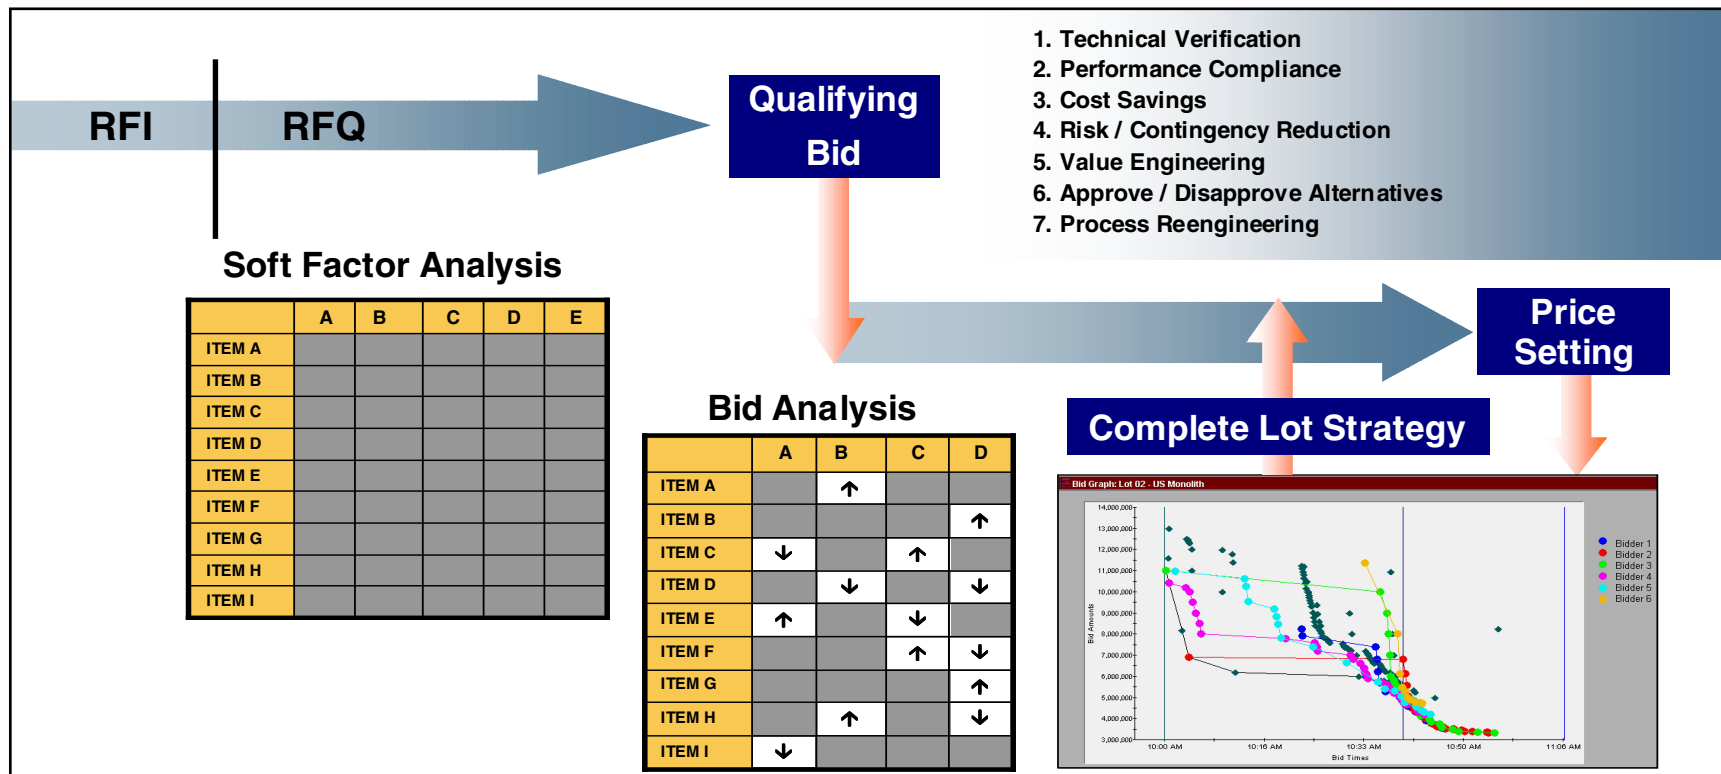 RFI
RFQ
Qualifying
Bid
1. Technical Verification
2. Performance Compliance
3. Cost Savings
4. Risk / Contingency Reduction
5. Value Engineering
6. Approve / Disapprove Alternatives
7. Process Reengineering
Soft Factor Analysis
A B C D E
ITEM A
ITEM B
ITEM C
ITEM D
ITEM E
ITEM F
ITEM G
ITEM H
ITEM I
Price
Setting
Bid Analysis
A B C D
ITEM A ↑
ITEM B ↑
ITEM C ↓ ↑
ITEM D ↓ ↓
ITEM E ↑ ↓
ITEM F ↑ ↓
ITEM G ↑
ITEM H ↑ ↓
ITEM I ↓
Complete Lot Strategy
Bid Graph: Lot 02 - US Monolith
14,000,000
13,000,000
12,000,000
11,000,000
10,000,000
9,000,000
8,000,000
7,000,000
6,000,000
5,000,000
4,000,000
3,000,000
Bid Amounts
10:00 AM 10:16 AM 10:33 AM 10:50 AM 11:06 AM
Bid Times
Bidder 1
Bidder 2
Bidder 3
Bidder 4
Bidder 5
Bidder 6